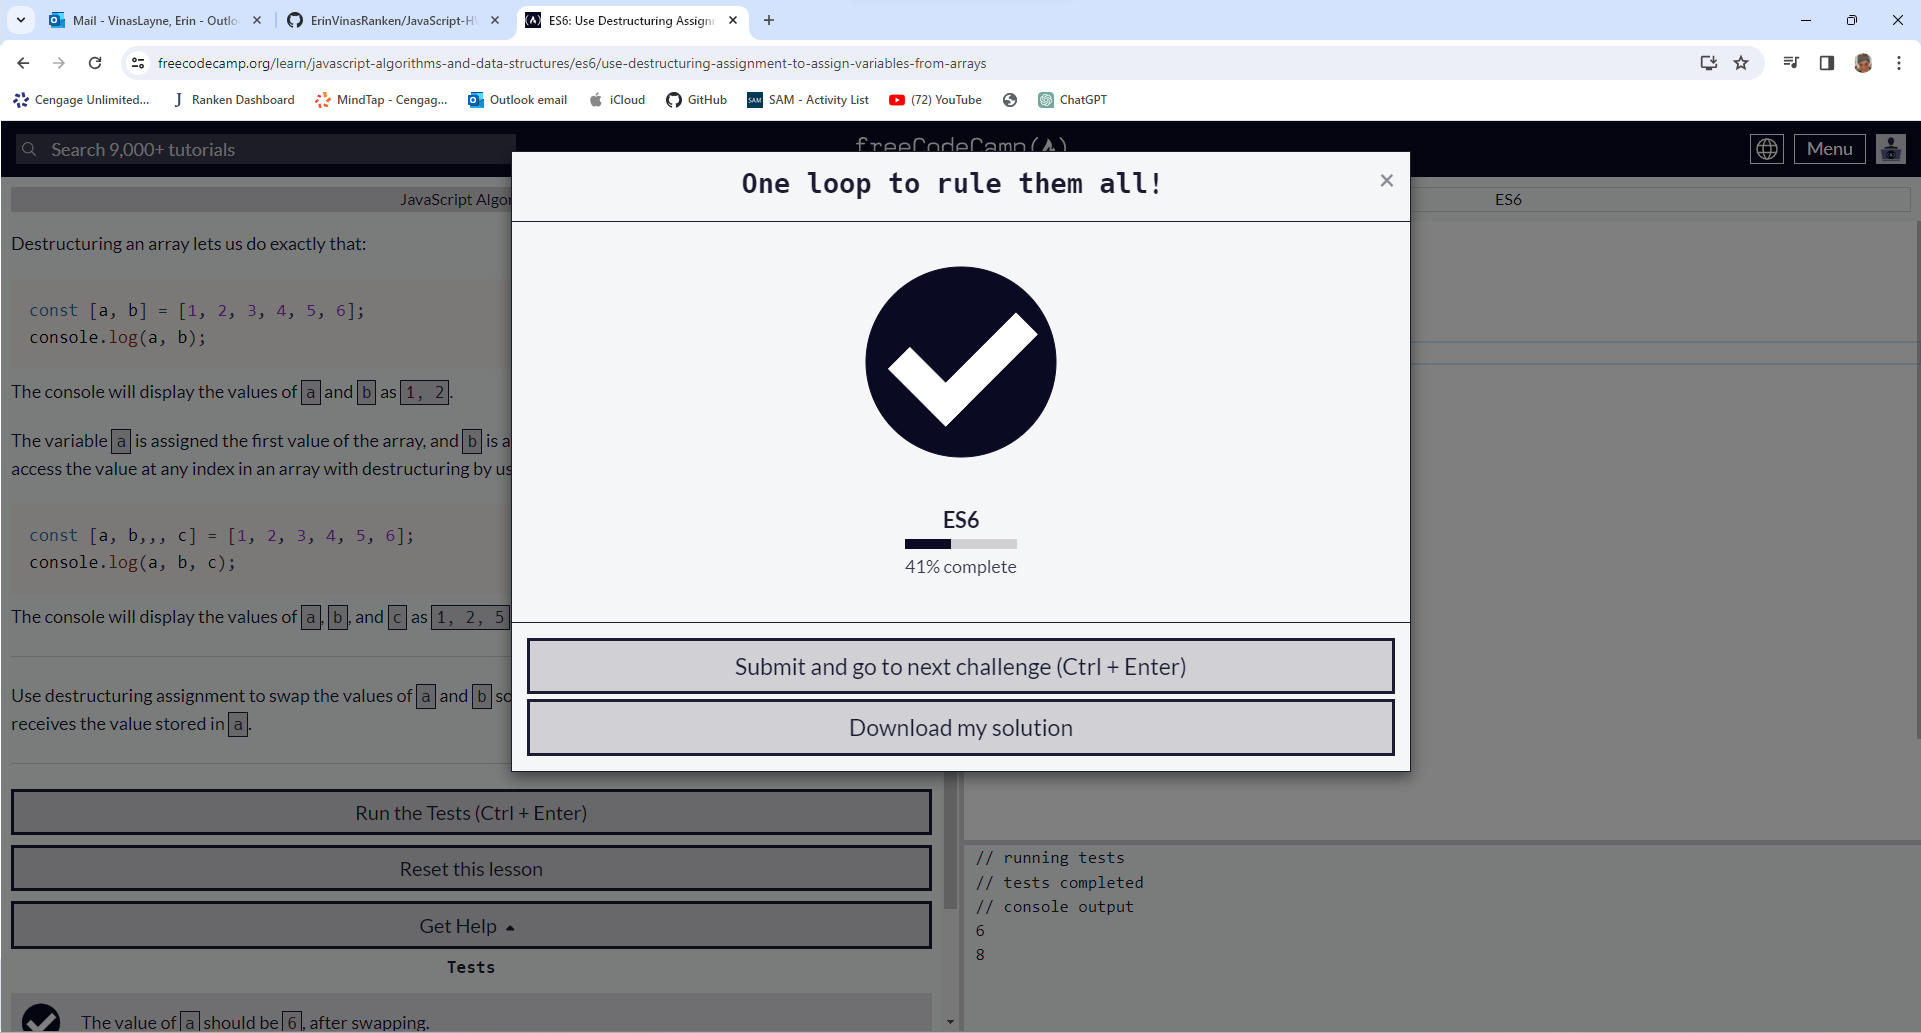 Mail - VinasLayne, Erin - Outlo
ErinVinasRanken/JavaScript-H
ES6: Use Destructuring Assign
freecodecamp.org/learn/javascript-algorithms-and-data-structures/es6/use-destructuring-assignment-to-assign-variables-from-arrays
Cengage Unlimited... Ranken Dashboard MindTap - Cengag... Outlook email iCloud GitHub SAM SAM - Activity List (72) YouTube ChatGPT
Search 9,000+ tutorials
freeCodeCamp
Menu
JavaScript Algor
ES6
Destructuring an array lets us do exactly that:
const [a, b] = [1, 2, 3, 4, 5, 6];
console.log(a, b);
The console will display the values of a and b as 1, 2.
The variable a is assigned the first value of the array, and b is a
access the value at any index in an array with destructuring by us
const [a, b,,, c] = [1, 2, 3, 4, 5, 6];
console.log(a, b, c);
The console will display the values of a, b, and c as 1, 2, 5
Use destructuring assignment to swap the values of a and b so
receives the value stored in a.
Run the Tests (Ctrl + Enter)
Reset this lesson
Get Help
Tests
The value of a should be 6, after swapping.
One loop to rule them all!
×
ES6
41% complete
Submit and go to next challenge (Ctrl + Enter)
Download my solution
// running tests
// tests completed
// console output
6
8